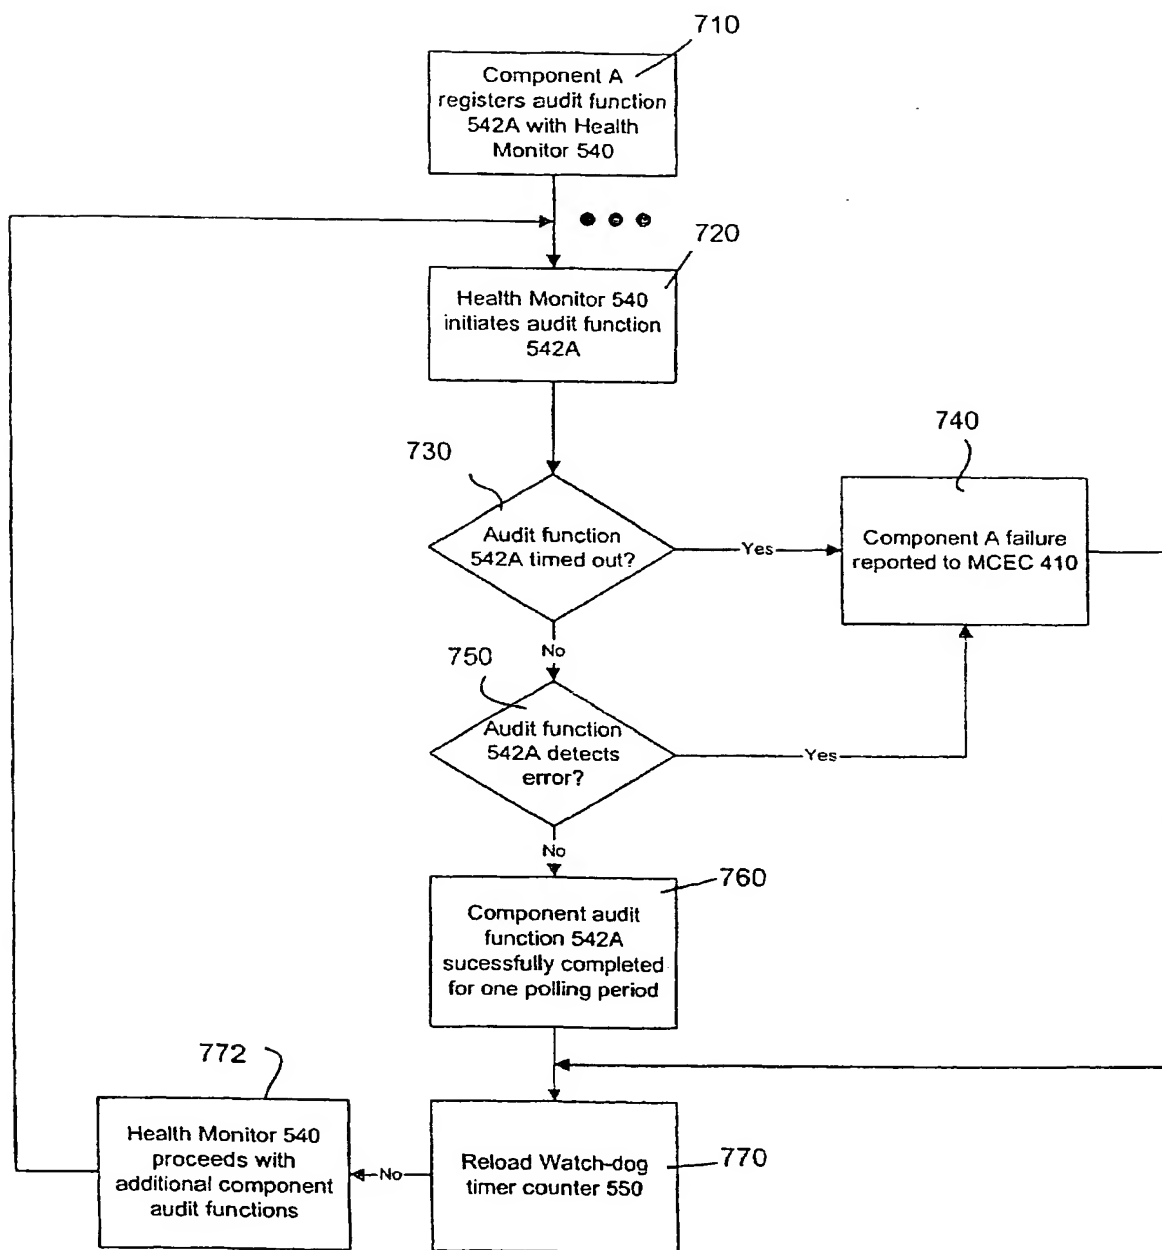 710
Component A
registers audit function
542A with Health
Monitor 540
720
Health Monitor 540
initiates audit function
542A
730
Audit function
542A timed out?
Yes
740
Component A failure
reported to MCEC 410
No
750
Audit function
542A detects
error?
Yes
No
760
Component audit
function 542A
sucessfully completed
for one polling period
772
Health Monitor 540
proceeds with
additional component
audit functions
No
Reload Watch-dog
timer counter 550
770